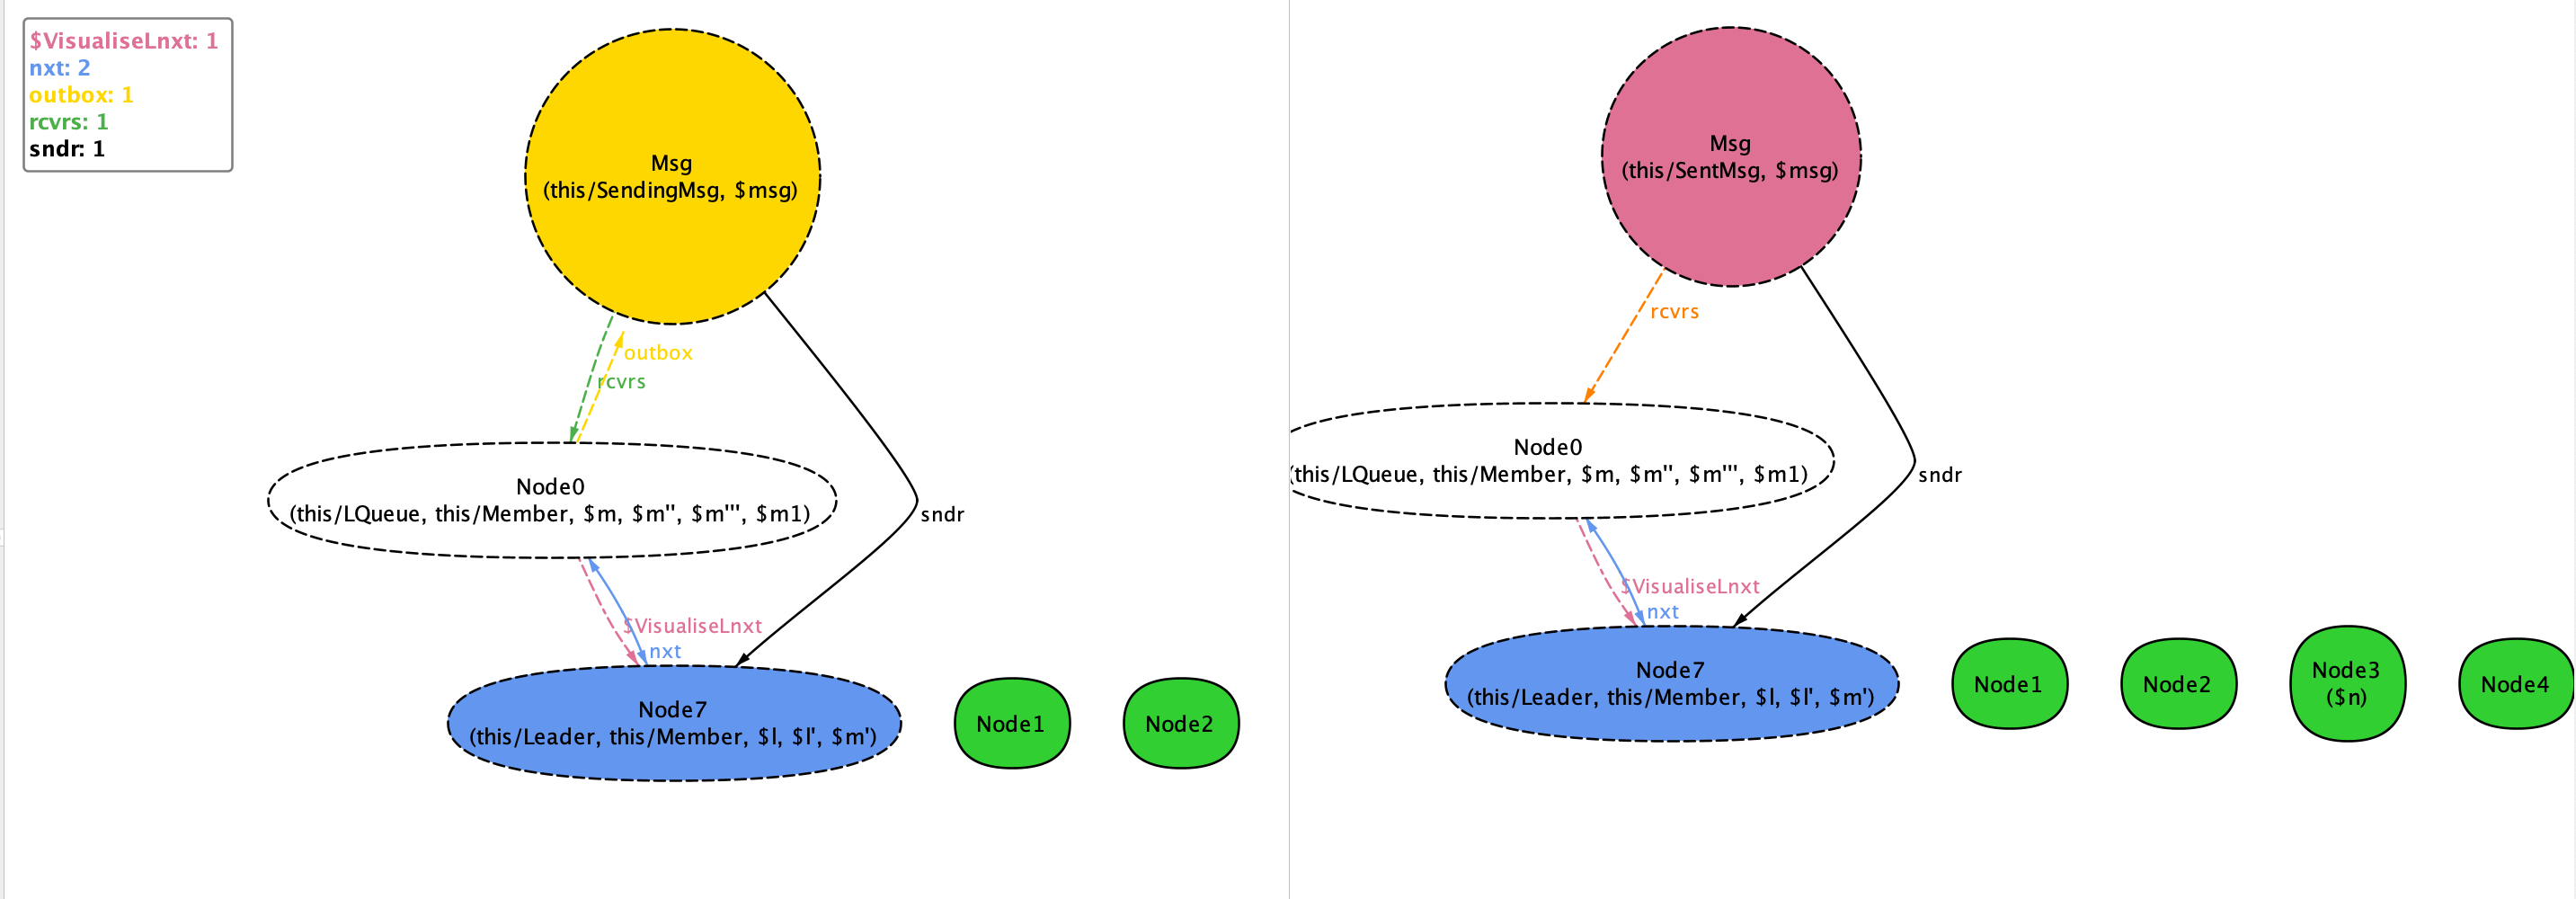 $VisualiseLnxt: 1
nxt: 2
outbox: 1
rcvrs: 1
sndr: 1
Msg
(this/SendingMsg, $msg)
outbox
rcvrs
Node0
(this/LQueue, this/Member, $m, $m'', $m''', $m1)
sndr
$VisualiseLnxt
nxt
Node7
(this/Leader, this/Member, $l, $l', $m')
Node1
Node2
Msg
(this/SentMsg, $msg)
rcvrs
Node0
(this/LQueue, this/Member, $m, $m'', $m''', $m1)
sndr
$VisualiseLnxt
nxt
Node7
(this/Leader, this/Member, $l, $l', $m')
Node1
Node2
Node3
($n)
Node4